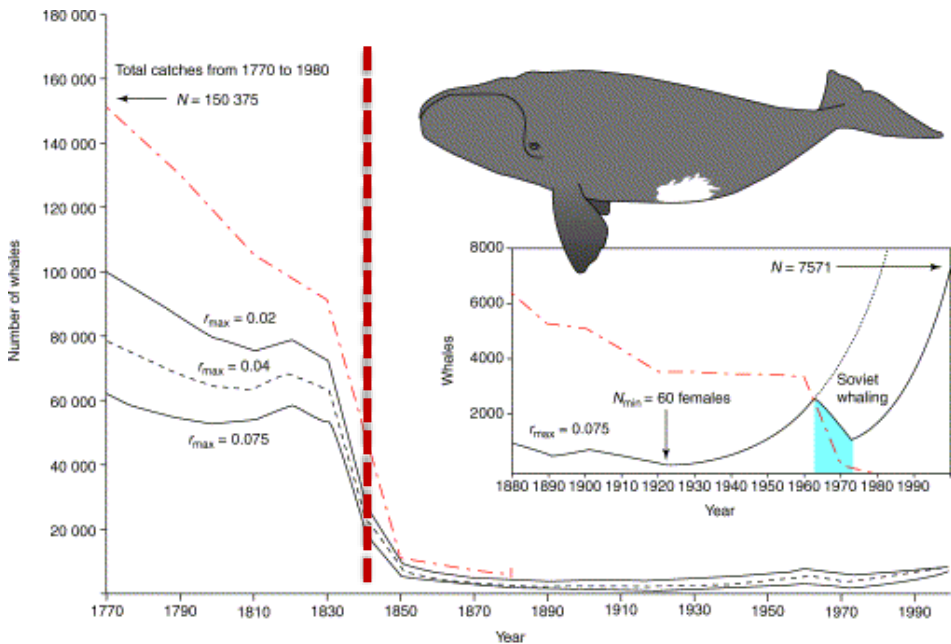 180 000
160 000
140 000
120 000
100 000
80 000
60 000
40 000
20 000
Number of whales
Total catches from 1770 to 1980
N = 150 375
rmax = 0.02
rmax = 0.04
rmax = 0.075
1770 1790 1810 1830 1850 1870 1890 1910 1930 1950 1970 1990
Year
8000
6000
4000
2000
Whales
N = 7571
Soviet
whaling
Nmin = 60 females
rmax = 0.075
1880 1890 1900 1910 1920 1930 1940 1950 1960 1970 1980 1990
Year